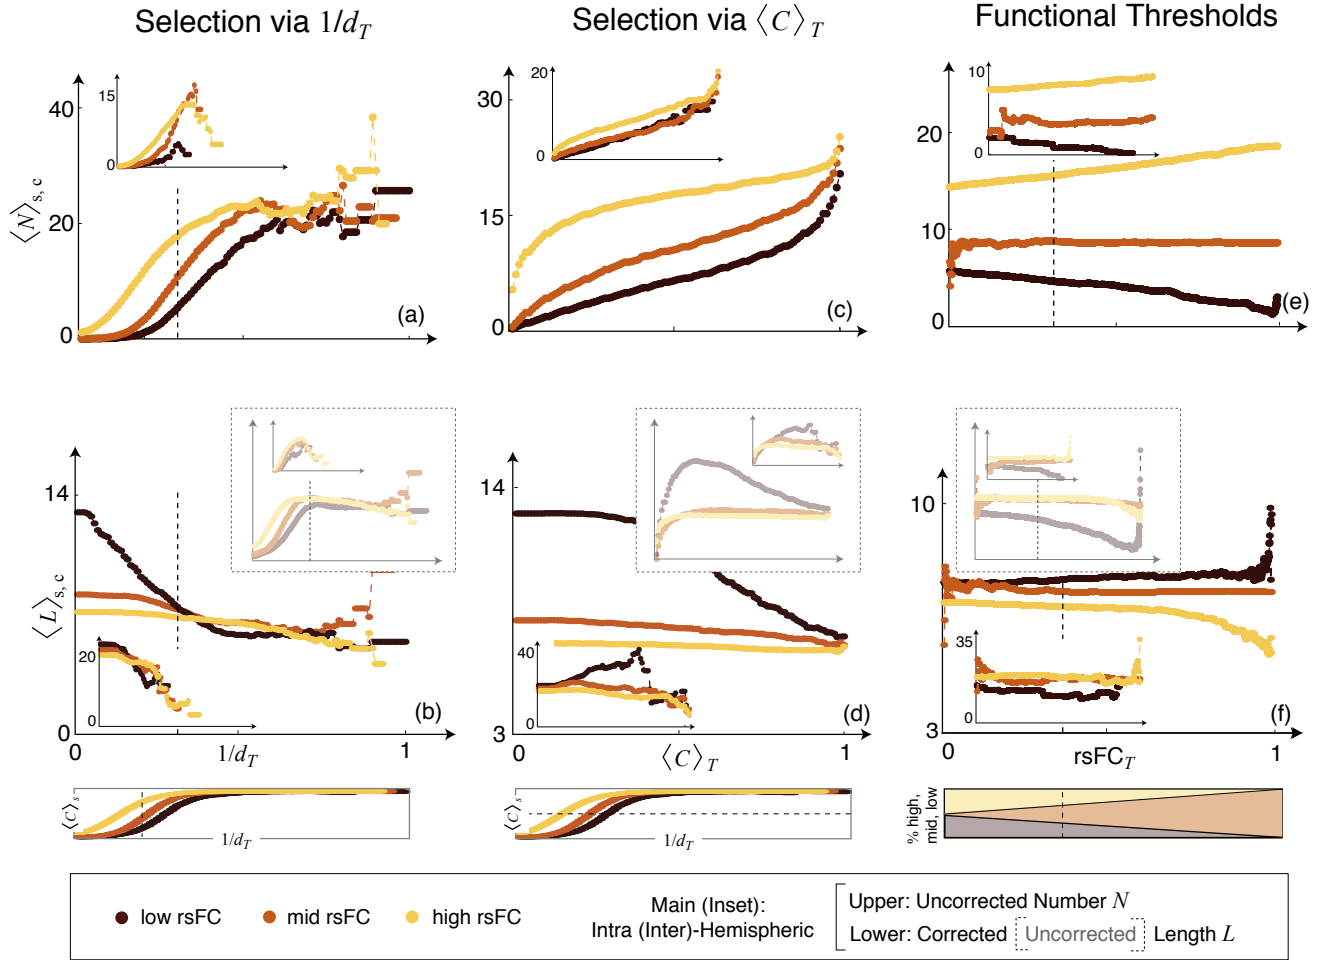 Selection via 1/d_T
Selection via ⟨C⟩_T
Functional Thresholds
⟨N⟩_{s, c}
40
20
0
15
0
(a)
30
15
0
20
0
(c)
20
10
0
10
0
(e)
⟨L⟩_{s, c}
14
0
20
0
(b)
0
1/d_T
1
14
3
40
20
0
(d)
0
⟨C⟩_T
1
10
3
35
0
(f)
0
rsFC_T
1
⟨C⟩_s
1/d_T
⟨C⟩_s
1/d_T
% high,
mid, low
low rsFC
mid rsFC
high rsFC
Main (Inset):
Intra (Inter)-Hemispheric
Upper: Uncorrected Number N
Lower: Corrected Uncorrected Length L